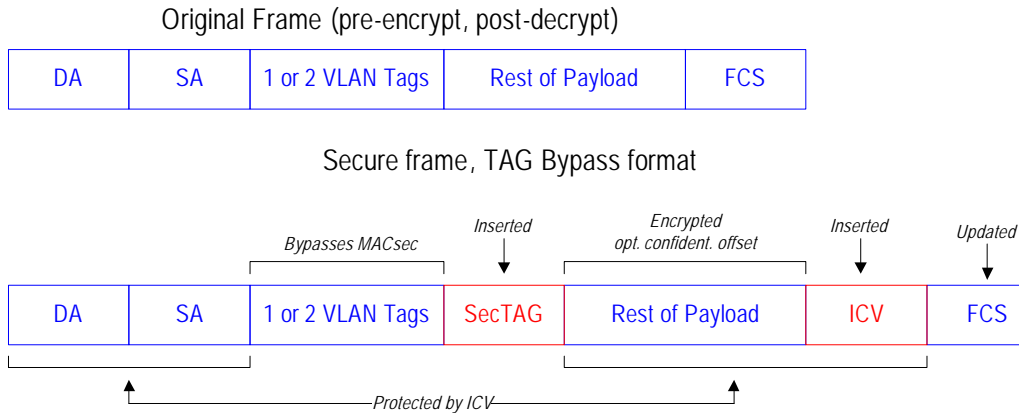 Original Frame (pre-encrypt, post-decrypt)
DA SA 1 or 2 VLAN Tags Rest of Payload FCS
Secure frame, TAG Bypass format
Bypasses MACsec
Inserted
Encrypted
opt. confident. offset
Inserted
Updated
DA SA 1 or 2 VLAN Tags SecTAG Rest of Payload ICV FCS
Protected by ICV